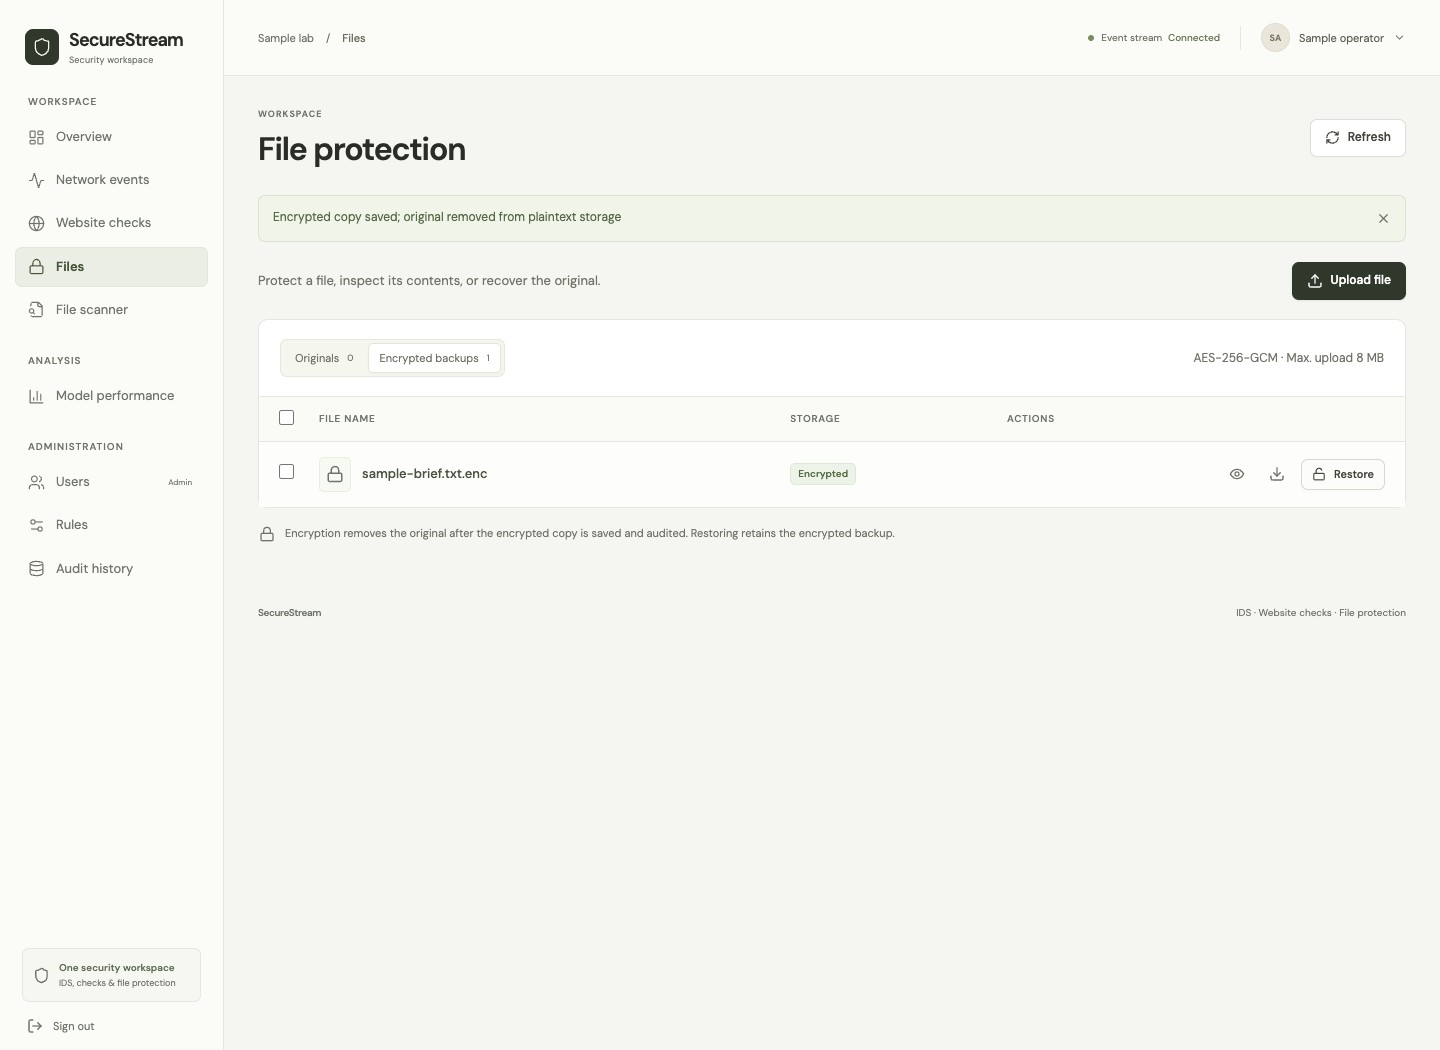 SecureStream
Security workspace
WORKSPACE
Overview
Network events
Website checks
Files
File scanner
ANALYSIS
Model performance
ADMINISTRATION
Users Admin
Rules
Audit history
One security workspace
IDS, checks & file protection
Sign out
Sample lab / Files
Event stream Connected
SA Sample operator
WORKSPACE
File protection
Refresh
Encrypted copy saved; original removed from plaintext storage
Protect a file, inspect its contents, or recover the original.
Upload file
Originals 0 Encrypted backups 1
AES-256-GCM · Max. upload 8 MB
FILE NAME STORAGE ACTIONS
sample-brief.txt.enc Encrypted Restore
Encryption removes the original after the encrypted copy is saved and audited. Restoring retains the encrypted backup.
SecureStream
IDS · Website checks · File protection